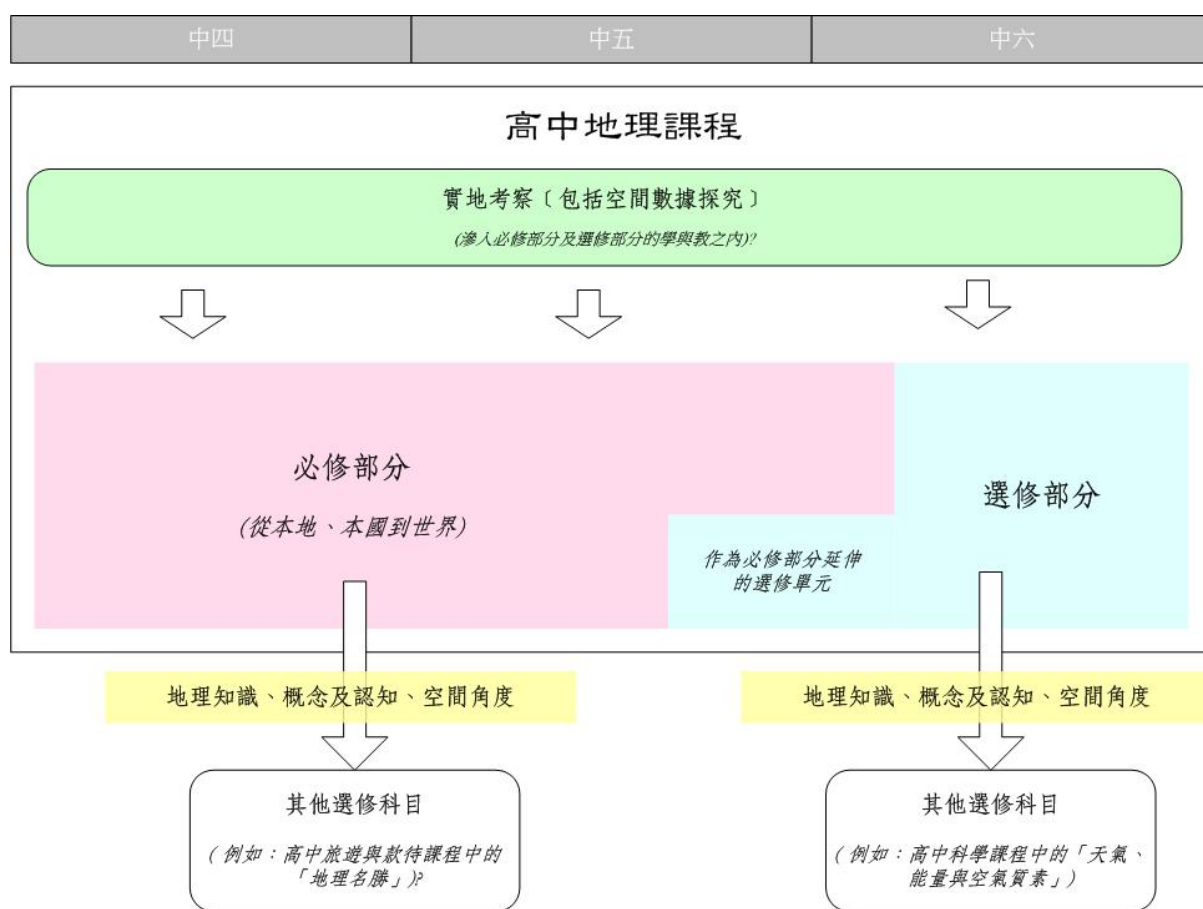 中四
中五
中六
高中地理課程
實地考察〔包括空間數據探究〕
(滲人必修部分及選修部分的學與教之內)?
必修部分
(從本地、本國到世界)
選修部分
作為必修部分延伸
的選修單元
地理知識、概念及認知、空間角度
地理知識、概念及認知、空間角度
其他選修科目
(例如：高中旅遊與款待課程中的
「地理名勝」)?
其他選修科目
(例如：高中科學課程中的「天氣、
能量與空氣質素」)